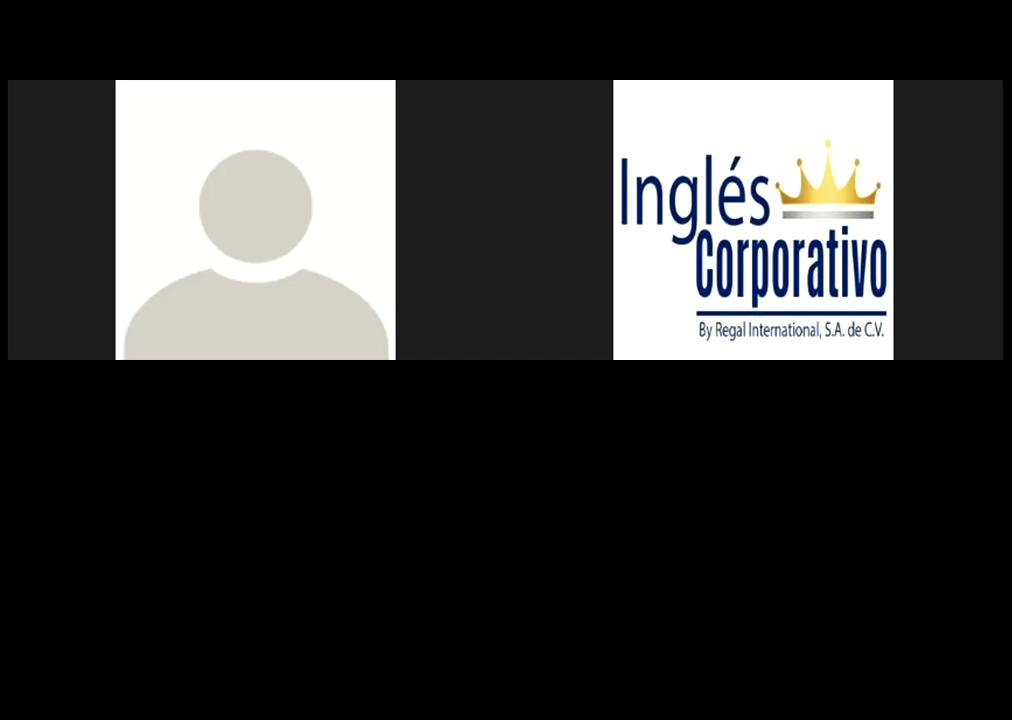 Inglés
Corporativo
By Regal International, S.A. de C.V.